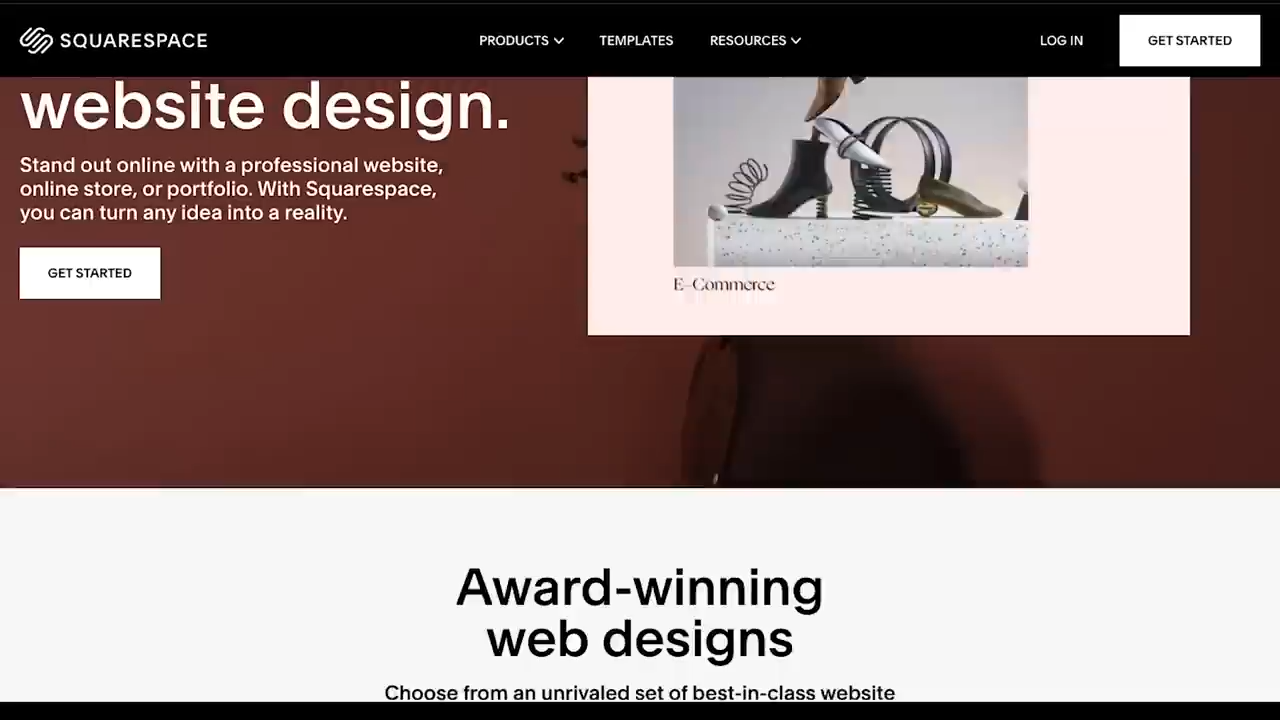 SQUARESPACE
PRODUCTS
TEMPLATES
RESOURCES
LOG IN
GET STARTED
website design.
Stand out online with a professional website,
online store, or portfolio. With Squarespace,
you can turn any idea into a reality.
GET STARTED
E-Commerce
Award-winning
web designs
Choose from an unrivaled set of best-in-class website